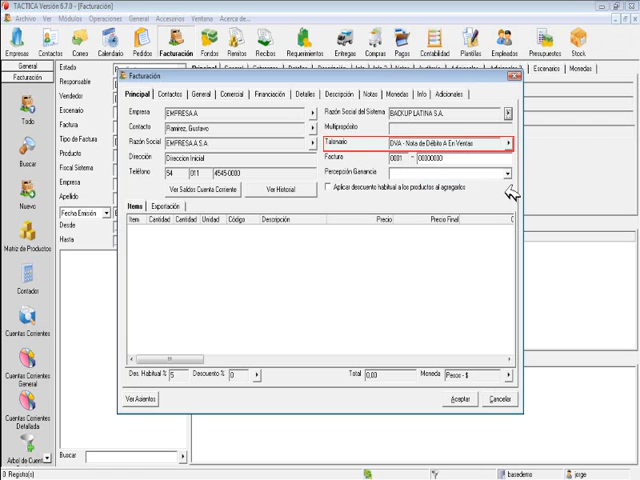 TACTICA Versión 6.7.0 - [Facturación]
Archivo Ver Módulos Operaciones General Accesorios Ventana Acerca de...
Empresas Contactos Correo Calendario Pedidos Facturación Fondos Remitos Recibos Requerimientos Entregas Compras Pagos Contabilidad Plantillas Empleados Presupuestos Stock
General
Facturación
Todo
Buscar
Nuevo
Matriz de Productos
Contador
Cuentas Corrientes
Cuentas Corrientes General
Cuentas Corrientes Detallada
Arbol de Cuen
Estado
Responsable
Vendedor
Escenario
Factura
Tipo de Factura
Producto
Fiscal Sistema
Empresa
Apellido
Fecha Emisión
Desde
Hasta
Buscar
Escenarios Monedas
Facturación
Principal Contactos General Comercial Financiación Detalles Descripción Notas Monedas Info Adicionales
Empresa EMPRESA A
Razón Social del Sistema BACKUP LATINA S.A.
Contacto Ramirez, Gustavo
Multipropósito
Razón Social EMPRESA A S.A.
Talonario DVA - Nota de Débito A En Ventas
Dirección Direccion Inicial
Factura 0001 - 00000000
Teléfono 54 011 4545-0000
Percepción Ganancia
Ver Saldos Cuenta Corriente Ver Historial
Aplicar descuento habitual a los productos al agregarlos
Items Exportación
Item Cantidad Cantidad Unidad Código Descripción Precio Precio Final C
Des. Habitual % 5 Descuento % 0 Total 0,00 Moneda Pesos - $
Ver Asientos Aceptar Cancelar
0 Registro(s)
basedemo
jorge